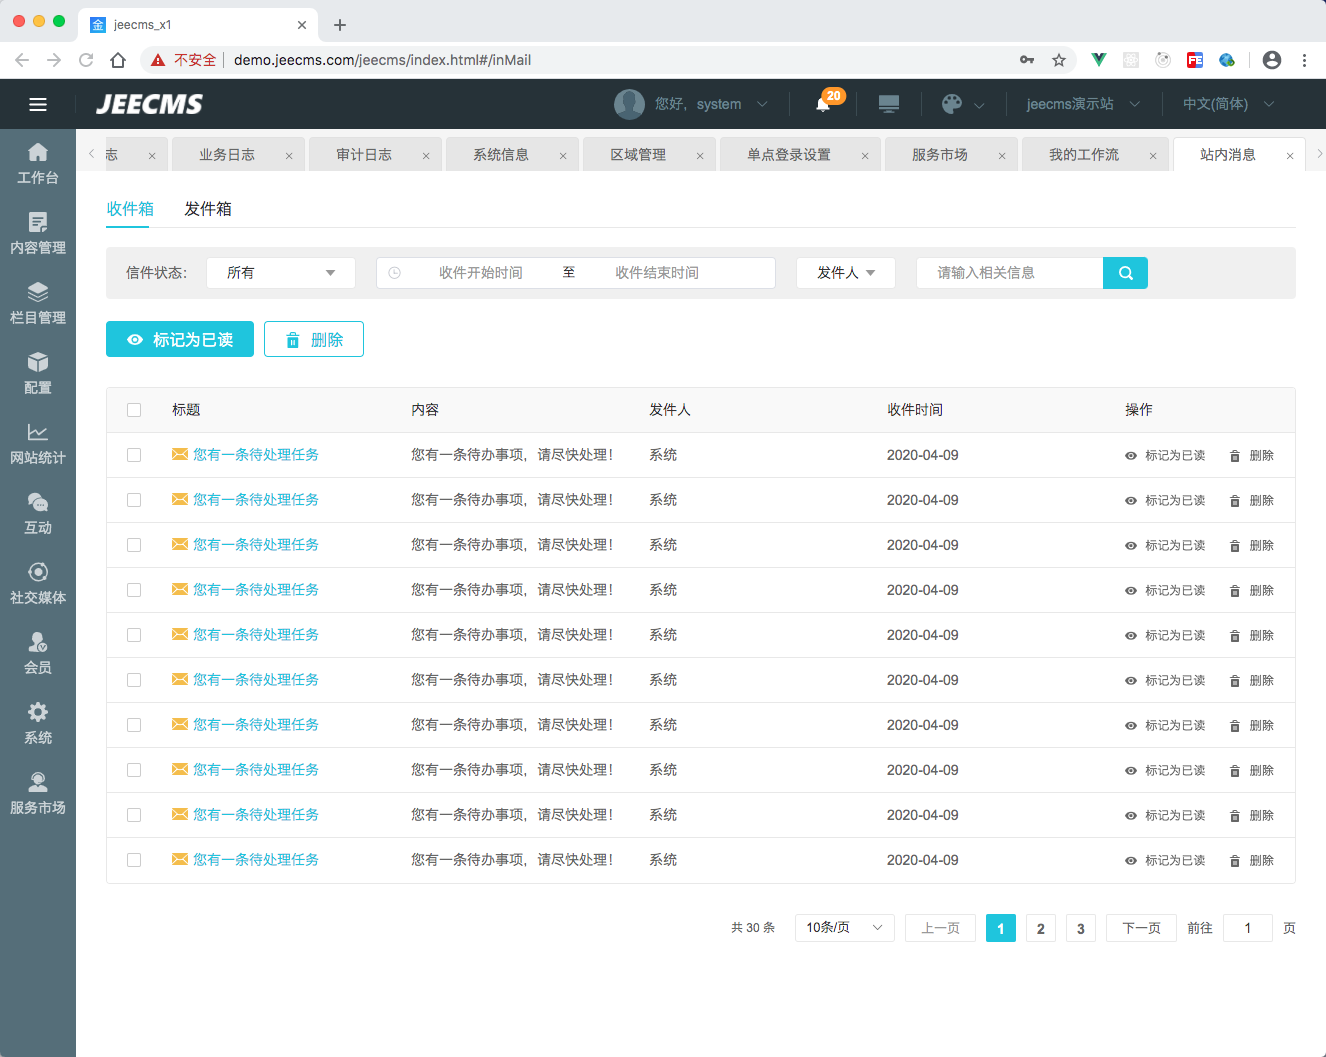 jeecms_x1
不安全 demo.jeecms.com/jeecms/index.html#/inMail
JEECMS 您好，system 20 jeecms演示站 中文(简体)
志 业务日志 审计日志 系统信息 区域管理 单点登录设置 服务市场 我的工作流 站内消息
工作台
内容管理
栏目管理
配置
网站统计
互动
社交媒体
会员
系统
服务市场
收件箱 发件箱
信件状态： 所有 收件开始时间 至 收件结束时间 发件人 请输入相关信息
标记为已读 删除
标题 内容 发件人 收件时间 操作
您有一条待处理任务 您有一条待办事项，请尽快处理！ 系统 2020-04-09 标记为已读 删除
您有一条待处理任务 您有一条待办事项，请尽快处理！ 系统 2020-04-09 标记为已读 删除
您有一条待处理任务 您有一条待办事项，请尽快处理！ 系统 2020-04-09 标记为已读 删除
您有一条待处理任务 您有一条待办事项，请尽快处理！ 系统 2020-04-09 标记为已读 删除
您有一条待处理任务 您有一条待办事项，请尽快处理！ 系统 2020-04-09 标记为已读 删除
您有一条待处理任务 您有一条待办事项，请尽快处理！ 系统 2020-04-09 标记为已读 删除
您有一条待处理任务 您有一条待办事项，请尽快处理！ 系统 2020-04-09 标记为已读 删除
您有一条待处理任务 您有一条待办事项，请尽快处理！ 系统 2020-04-09 标记为已读 删除
您有一条待处理任务 您有一条待办事项，请尽快处理！ 系统 2020-04-09 标记为已读 删除
您有一条待处理任务 您有一条待办事项，请尽快处理！ 系统 2020-04-09 标记为已读 删除
共 30 条 10条/页 上一页 1 2 3 下一页 前往 1 页